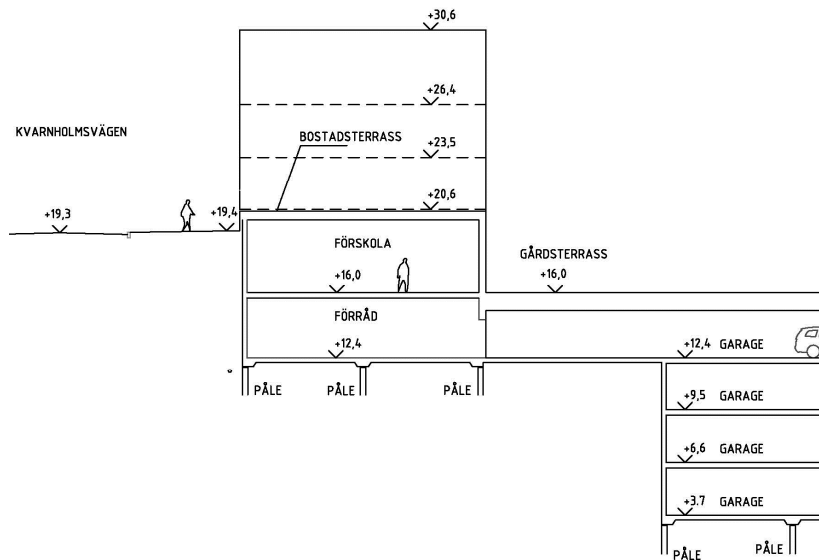 +30,6
+26,4
KVARNHOLMSVÄGEN
BOSTADSTERRASS
+23,5
+20,6
+19,3
+19,4
FÖRSKOLA
GÅRDSTERRASS
+16,0
+16,0
FÖRRÅD
+12,4
+12,4 GARAGE
PÅLE
PÅLE
PÅLE
+9,5 GARAGE
+6,6 GARAGE
+3.7 GARAGE
PÅLE
PÅLE